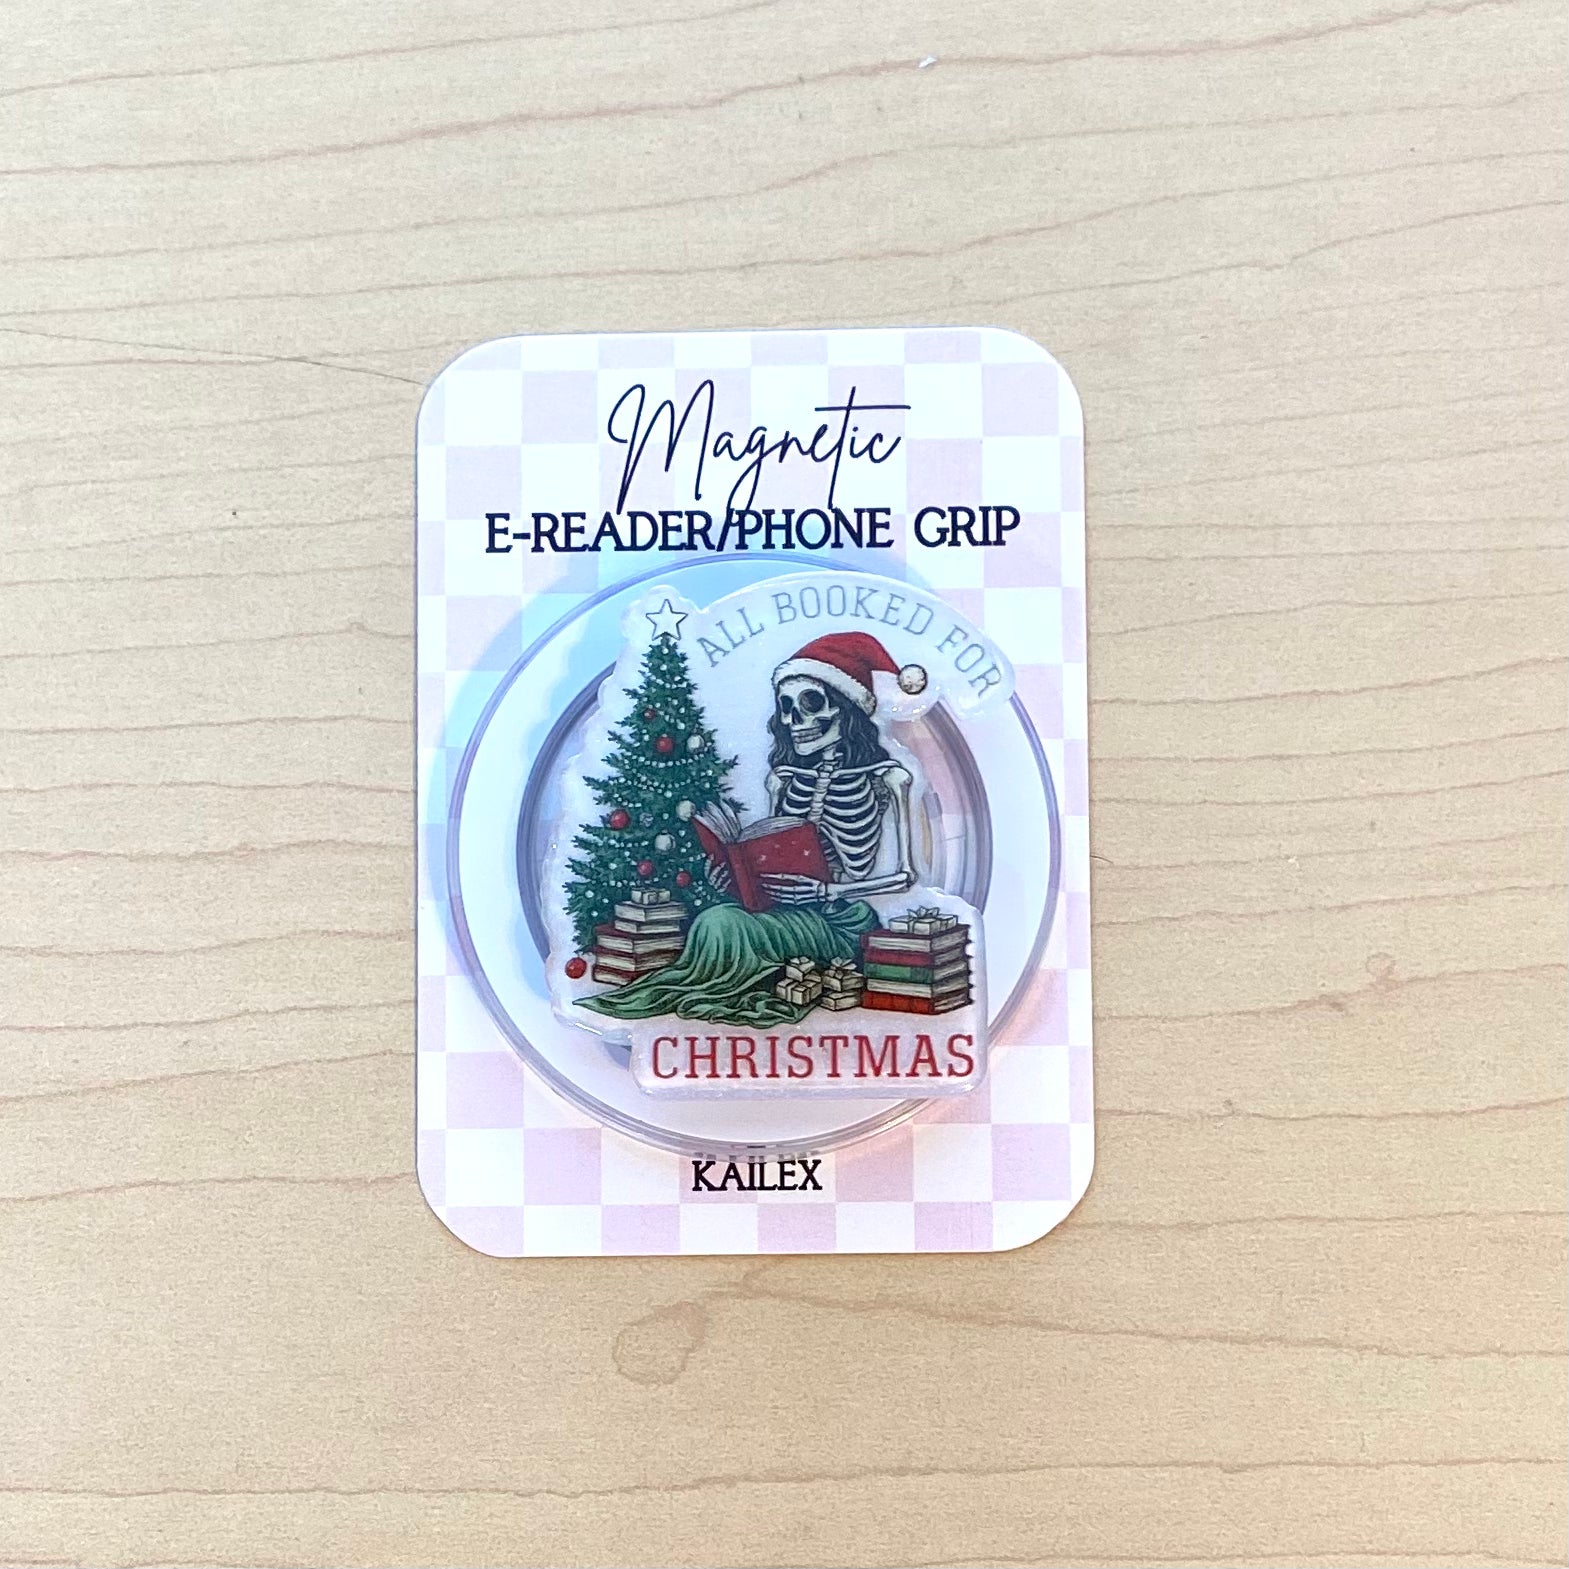 Magnetic
E-READER/PHONE GRIP
ALL BOOKED FOR
CHRISTMAS
KAILEX